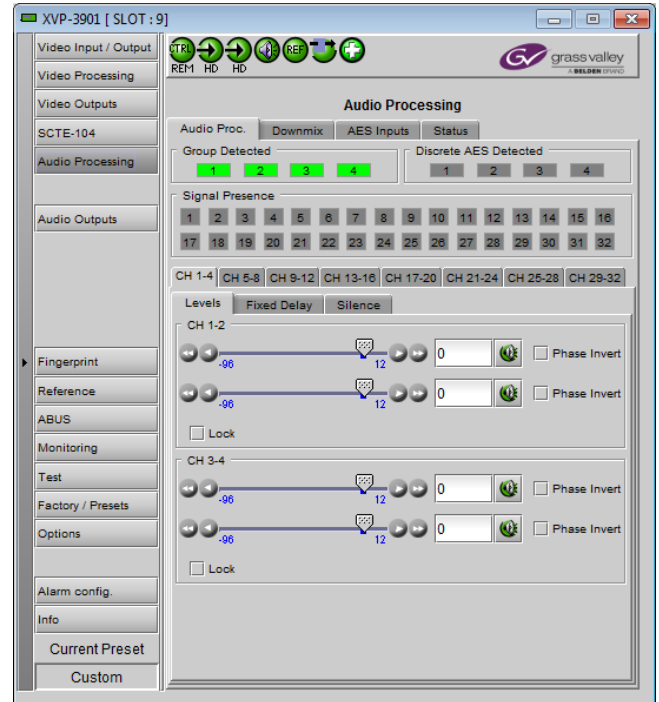 XVP-3901 [ SLOT : 9]
Video Input / Output
Video Processing
Video Outputs
SCTE-104
Audio Processing
Audio Outputs
Fingerprint
Reference
ABUS
Monitoring
Test
Factory / Presets
Options
Alarm config.
Info
Current Preset
Custom
CTRL REF
REM HD HD
GV grass valley
A BELDEN BRAND
Audio Processing
Audio Proc. Downmix AES Inputs Status
Group Detected Discrete AES Detected
1 2 3 4 1 2 3 4
Signal Presence
1 2 3 4 5 6 7 8 9 10 11 12 13 14 15 16
17 18 19 20 21 22 23 24 25 26 27 28 29 30 31 32
CH 1-4 CH 5-8 CH 9-12 CH 13-16 CH 17-20 CH 21-24 CH 25-28 CH 29-32
Levels Fixed Delay Silence
CH 1-2
-96 12 0 Phase Invert
-96 12 0 Phase Invert
Lock
CH 3-4
-96 12 0 Phase Invert
-96 12 0 Phase Invert
Lock